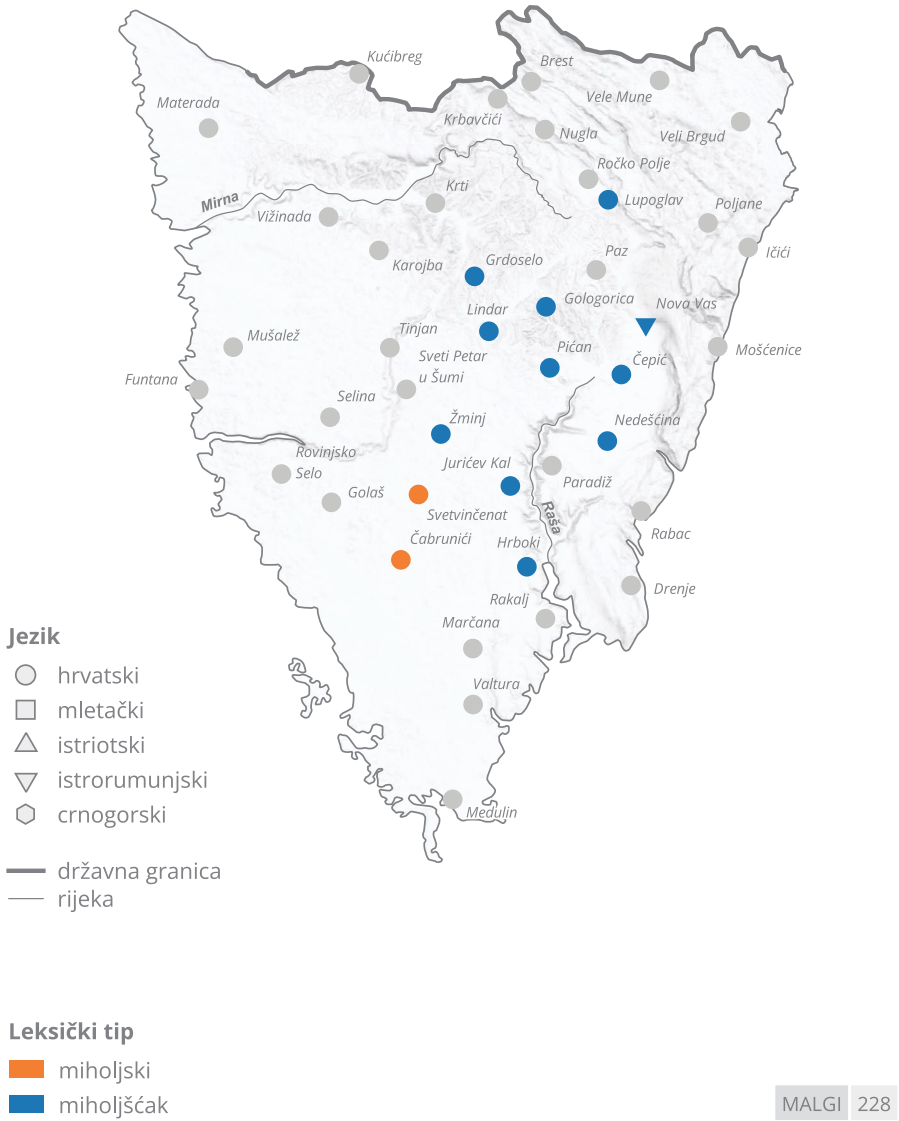 Kućibreg
Brest
Vele Mune
Materada
Krbavčići
Nugla
Veli Brgud
Ročko Polje
Krti
Lupoglav
Mirna
Vižinada
Poljane
Karojba
Grdoselo
Paz
Ičići
Lindar
Gologorica
Nova Vas
Mušalež
Tinjan
Sveti Petar
u Šumi
Pićan
Čepić
Mošćenice
Funtana
Selina
Žminj
Nedešćina
Rovinjsko
Selo
Jurićev Kal
Golaš
Paradiž
Svetvinčenat
Raša
Čabrunići
Hrboki
Rabac
Rakalj
Drenje
Marčana
Valtura
Medulin
Jezik
hrvatski
mletački
istriotski
istrorumunjski
crnogorski
državna granica
rijeka
Leksički tip
miholjski
miholjšćak
MALGI 228